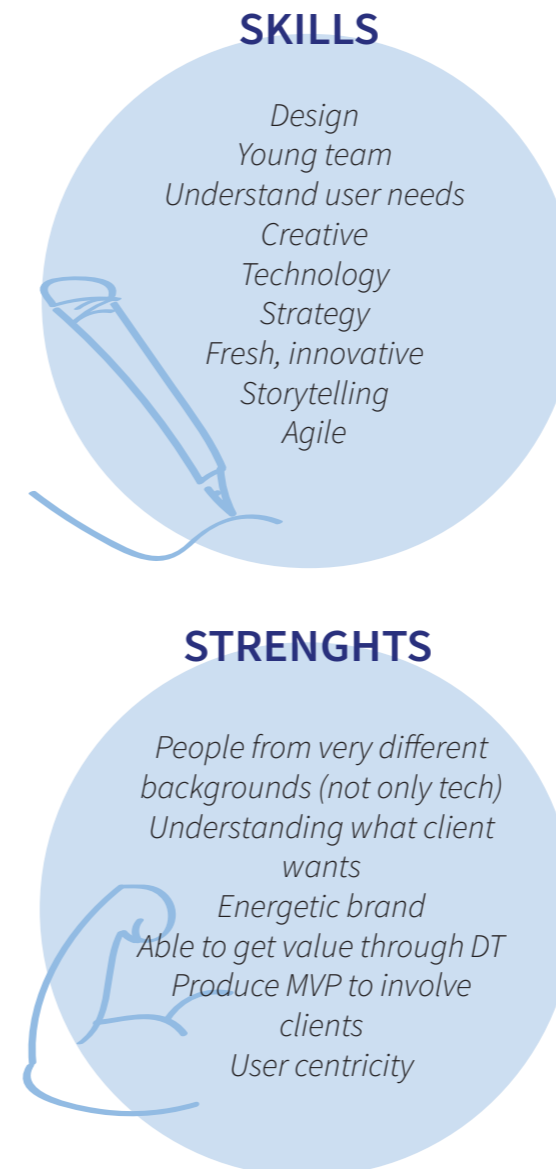 SKILLS
Design
Young team
Understand user needs
Creative
Technology
Strategy
Fresh, innovative
Storytelling
Agile
STRENGHTS
People from very different
backgrounds (not only tech)
Understanding what client
wants
Energetic brand
Able to get value through DT
Produce MVP to involve
clients
User centricity